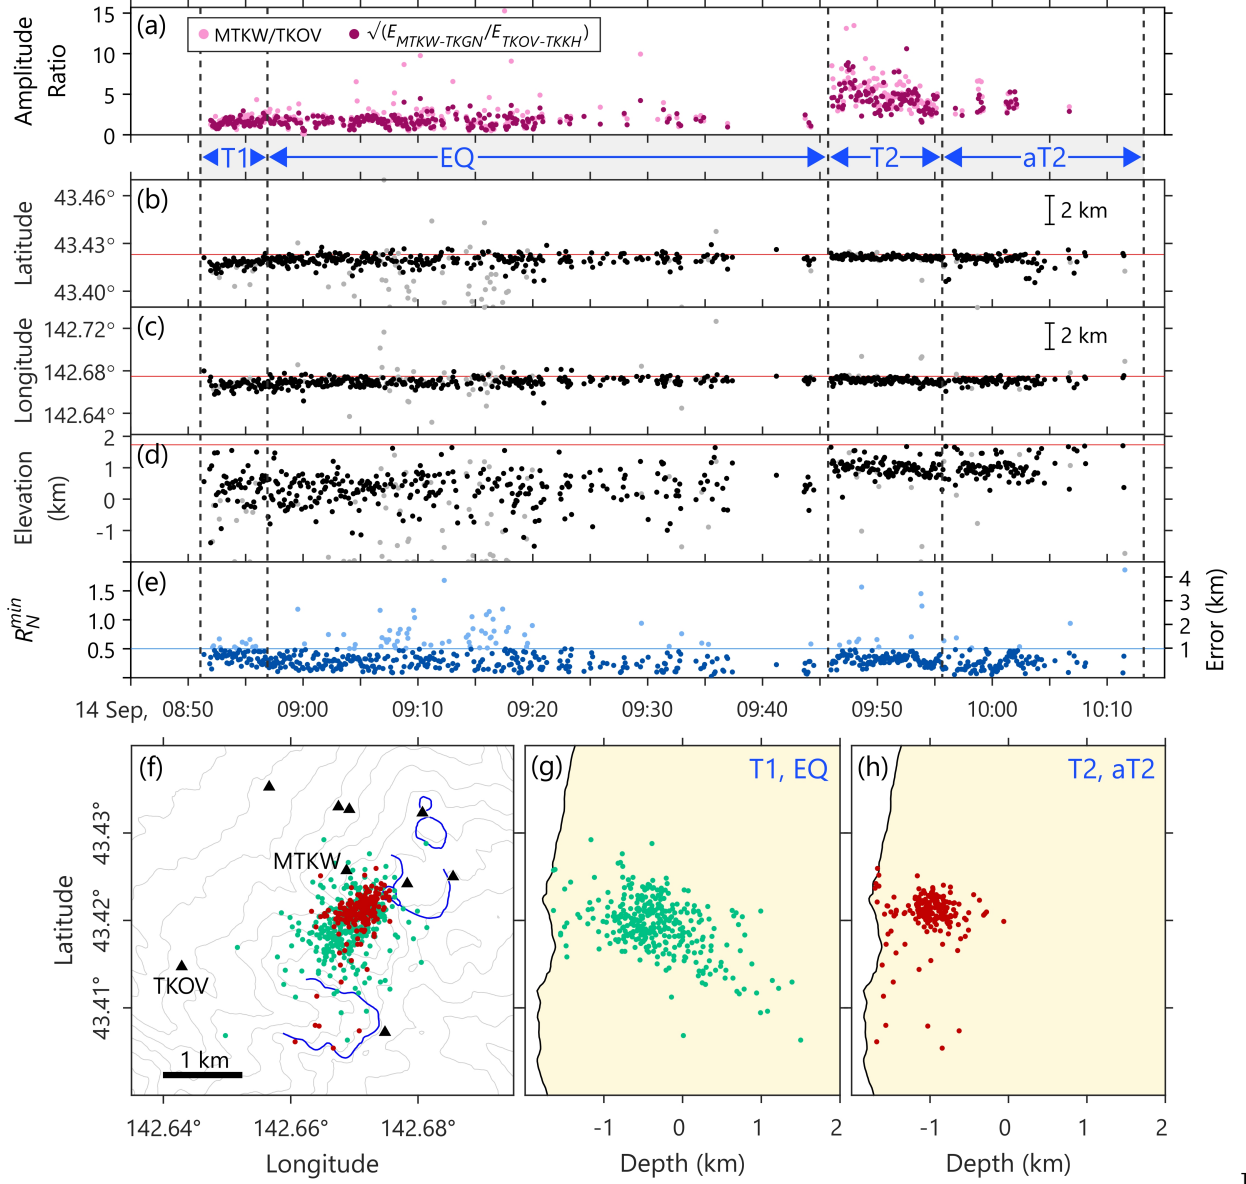 (a)
MTKW/TKOV
√(E_MTKW-TKGN/E_TKOV-TKKH)
Amplitude
Ratio
15
10
5
0
T1
EQ
T2
aT2
(b)
Latitude
43.46°
43.43°
43.40°
2 km
(c)
Longitude
142.72°
142.68°
142.64°
2 km
(d)
Elevation
(km)
2
1
0
-1
(e)
R_N^min
1.5
1.0
0.5
4
3
2
1
Error (km)
14 Sep, 08:50 09:00 09:10 09:20 09:30 09:40 09:50 10:00 10:10
(f)
MTKW
TKOV
1 km
Latitude
43.43°
43.42°
43.41°
142.64° 142.66° 142.68°
Longitude
(g)
T1, EQ
-1 0 1 2
Depth (km)
(h)
T2, aT2
-1 0 1 2
Depth (km)